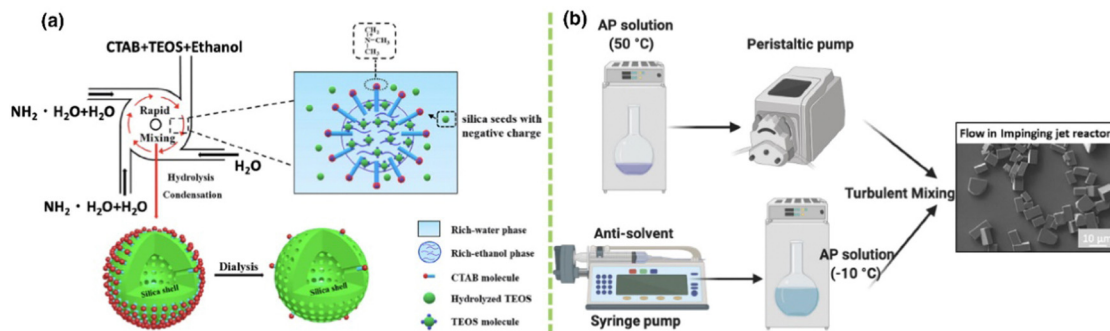 (a)
CTAB+TEOS+Ethanol
NH₂ · H₂O+H₂O
Rapid
Mixing
H₂O
Hydrolysis
Condensation
NH₂ · H₂O+H₂O
CH₃
N⁺
CH₃
CH₃
silica seeds with
negative charge
Silica shell
Dialysis
Silica shell
Rich-water phase
Rich-ethanol phase
CTAB molecule
Hydrolyzed TEOS
TEOS molecule
(b)
AP solution
(50 °C)
Peristaltic pump
Turbulent Mixing
Anti-solvent
Syringe pump
AP solution
(-10 °C)
Flow in Impinging jet reactor
10 µm